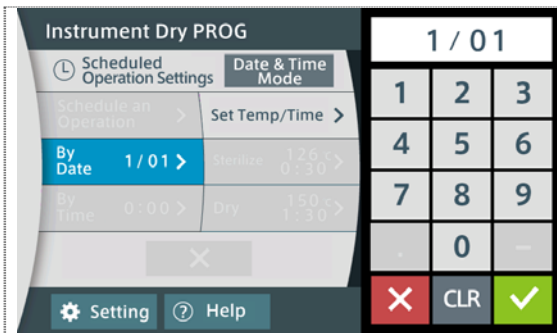 Instrument Dry PROG
1 / 0 1
Scheduled
Operation Settings
Date & Time
Mode
Schedule an
Operation >
Set Temp/Time >
By
Date 1/01 >
Sterilize 126 c
0:30 >
By
Time 0:00 >
Dry 150 c
1:30 >
1 2 3
4 5 6
7 8 9
. 0 –
CLR
Setting
? Help